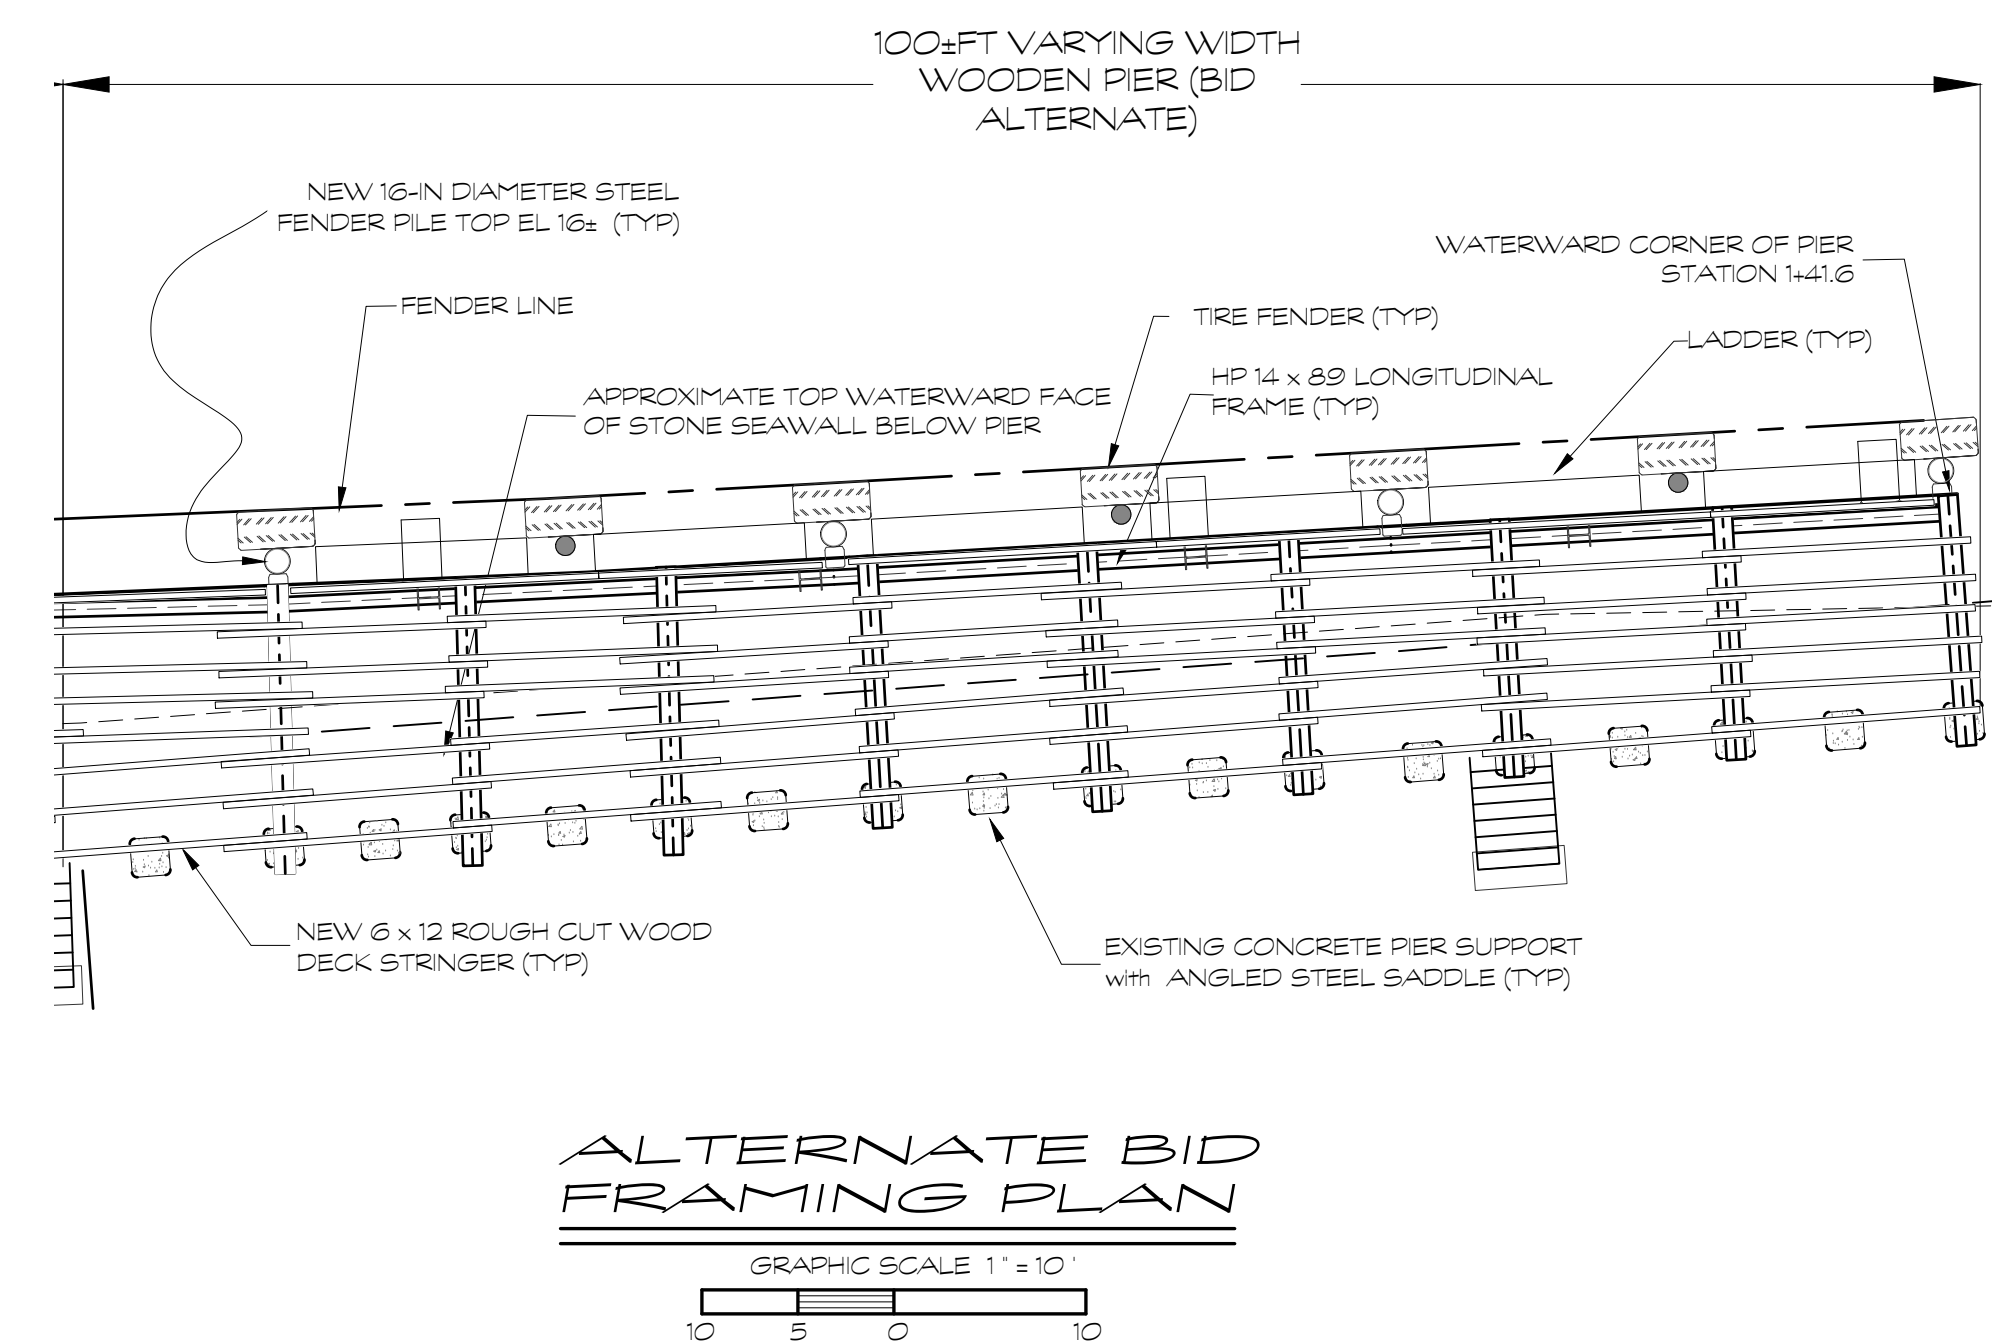 100±FT VARYING WIDTH
WOODEN PIER (BID
ALTERNATE)
NEW 16-IN DIAMETER STEEL
FENDER PILE TOP EL 16± (TYP)
WATERWARD CORNER OF PIER
STATION 1+41.6
FENDER LINE
TIRE FENDER (TYP)
LADDER (TYP)
HP 14 x 89 LONGITUDINAL
FRAME (TYP)
APPROXIMATE TOP WATERWARD FACE
OF STONE SEAWALL BELOW PIER
NEW 6 x 12 ROUGH CUT WOOD
DECK STRINGER (TYP)
EXISTING CONCRETE PIER SUPPORT
with ANGLED STEEL SADDLE (TYP)
ALTERNATE BID
FRAMING PLAN
GRAPHIC SCALE 1 " = 10 '
10 5 0 10